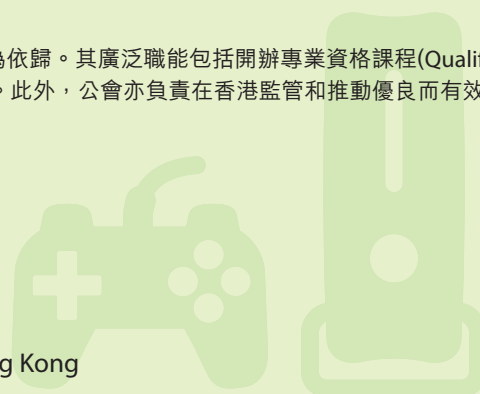 為依歸。其廣泛職能包括開辦專業資格課程(Qualif
。此外，公會亦負責在香港監管和推動優良而有效
g Kong